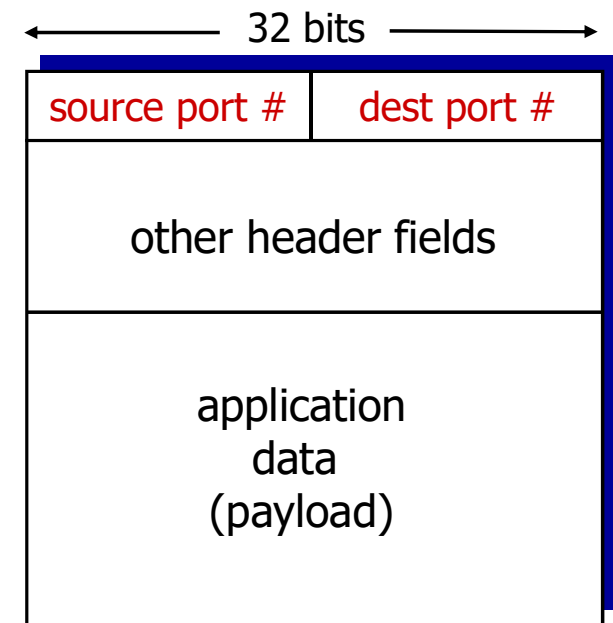 32 bits
source port # dest port #
other header fields
application
data
(payload)